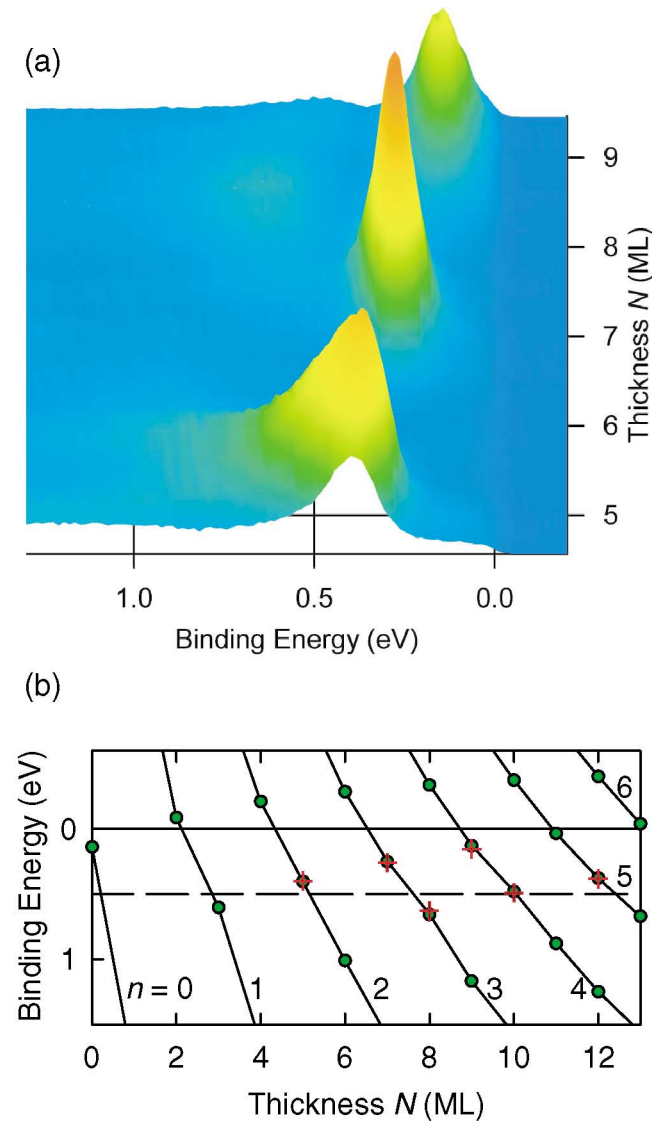 (a)
9
8
7
6
5
Thickness N (ML)
1.0 0.5 0.0
Binding Energy (eV)
(b)
Binding Energy (eV)
0
1
n = 0 1 2 3 4 5 6
0 2 4 6 8 10 12
Thickness N (ML)